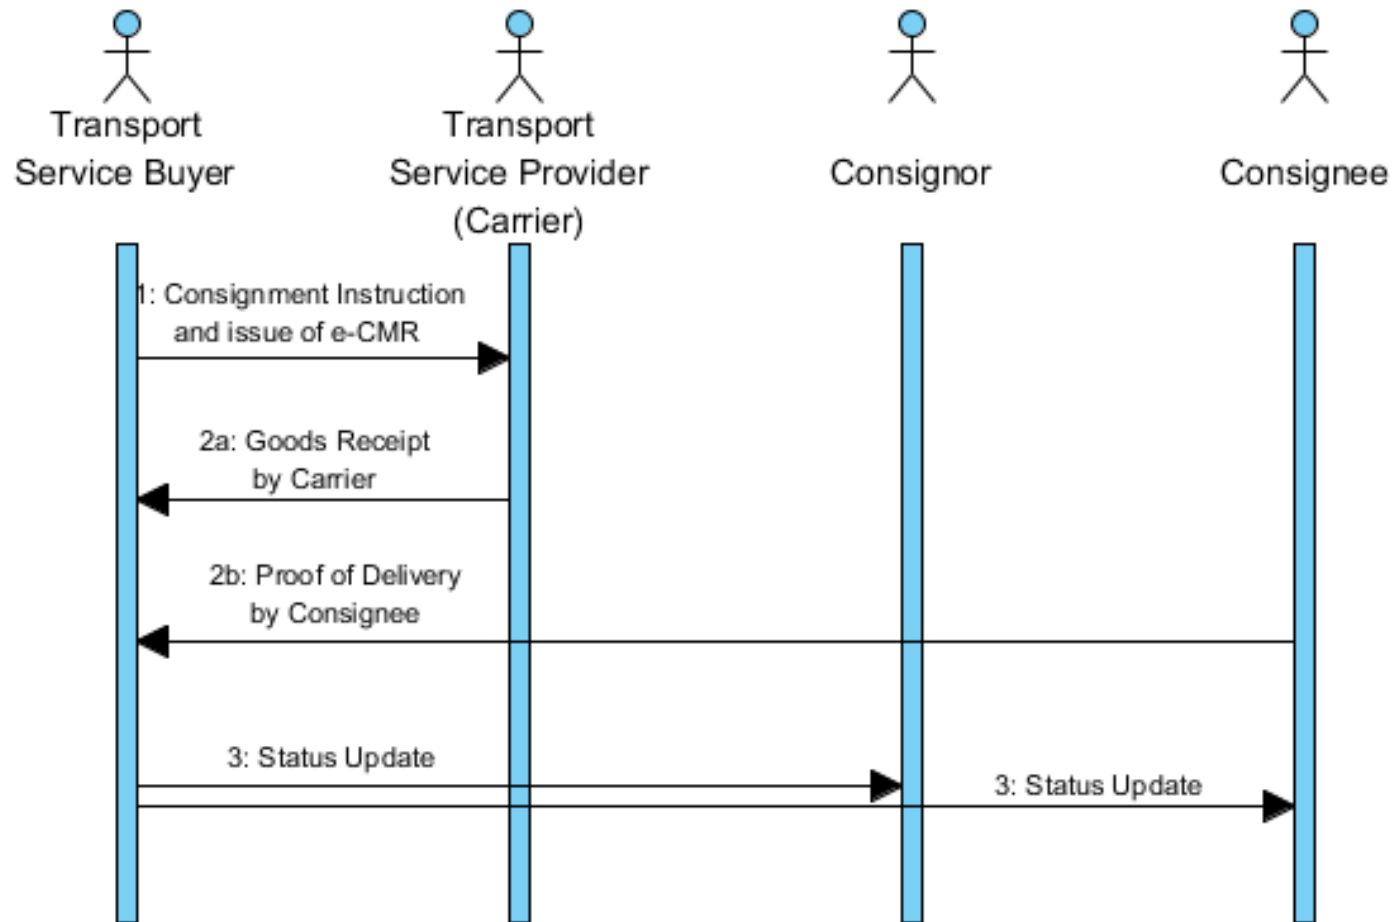 Transport
Service Buyer
Transport
Service Provider
(Carrier)
Consignor
Consignee
1: Consignment Instruction
and issue of e-CMR
2a: Goods Receipt
by Carrier
2b: Proof of Delivery
by Consignee
3: Status Update
3: Status Update